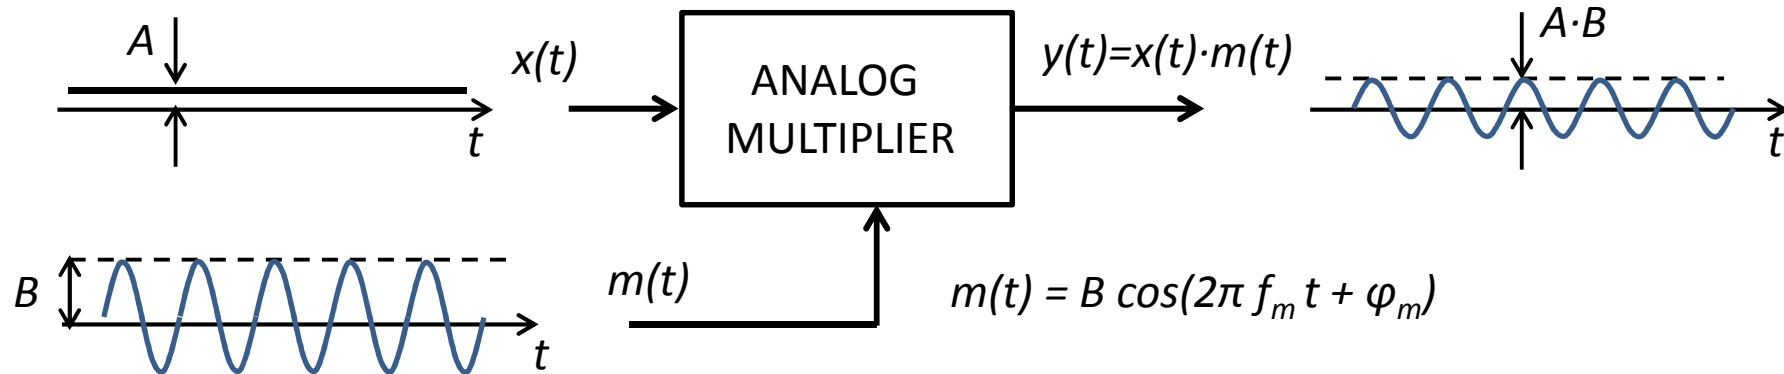 A
t
x(t)
ANALOG
MULTIPLIER
y(t)=x(t)·m(t)
A·B
t
B
t
m(t)
m(t) = B cos(2π fₘ t + φₘ)